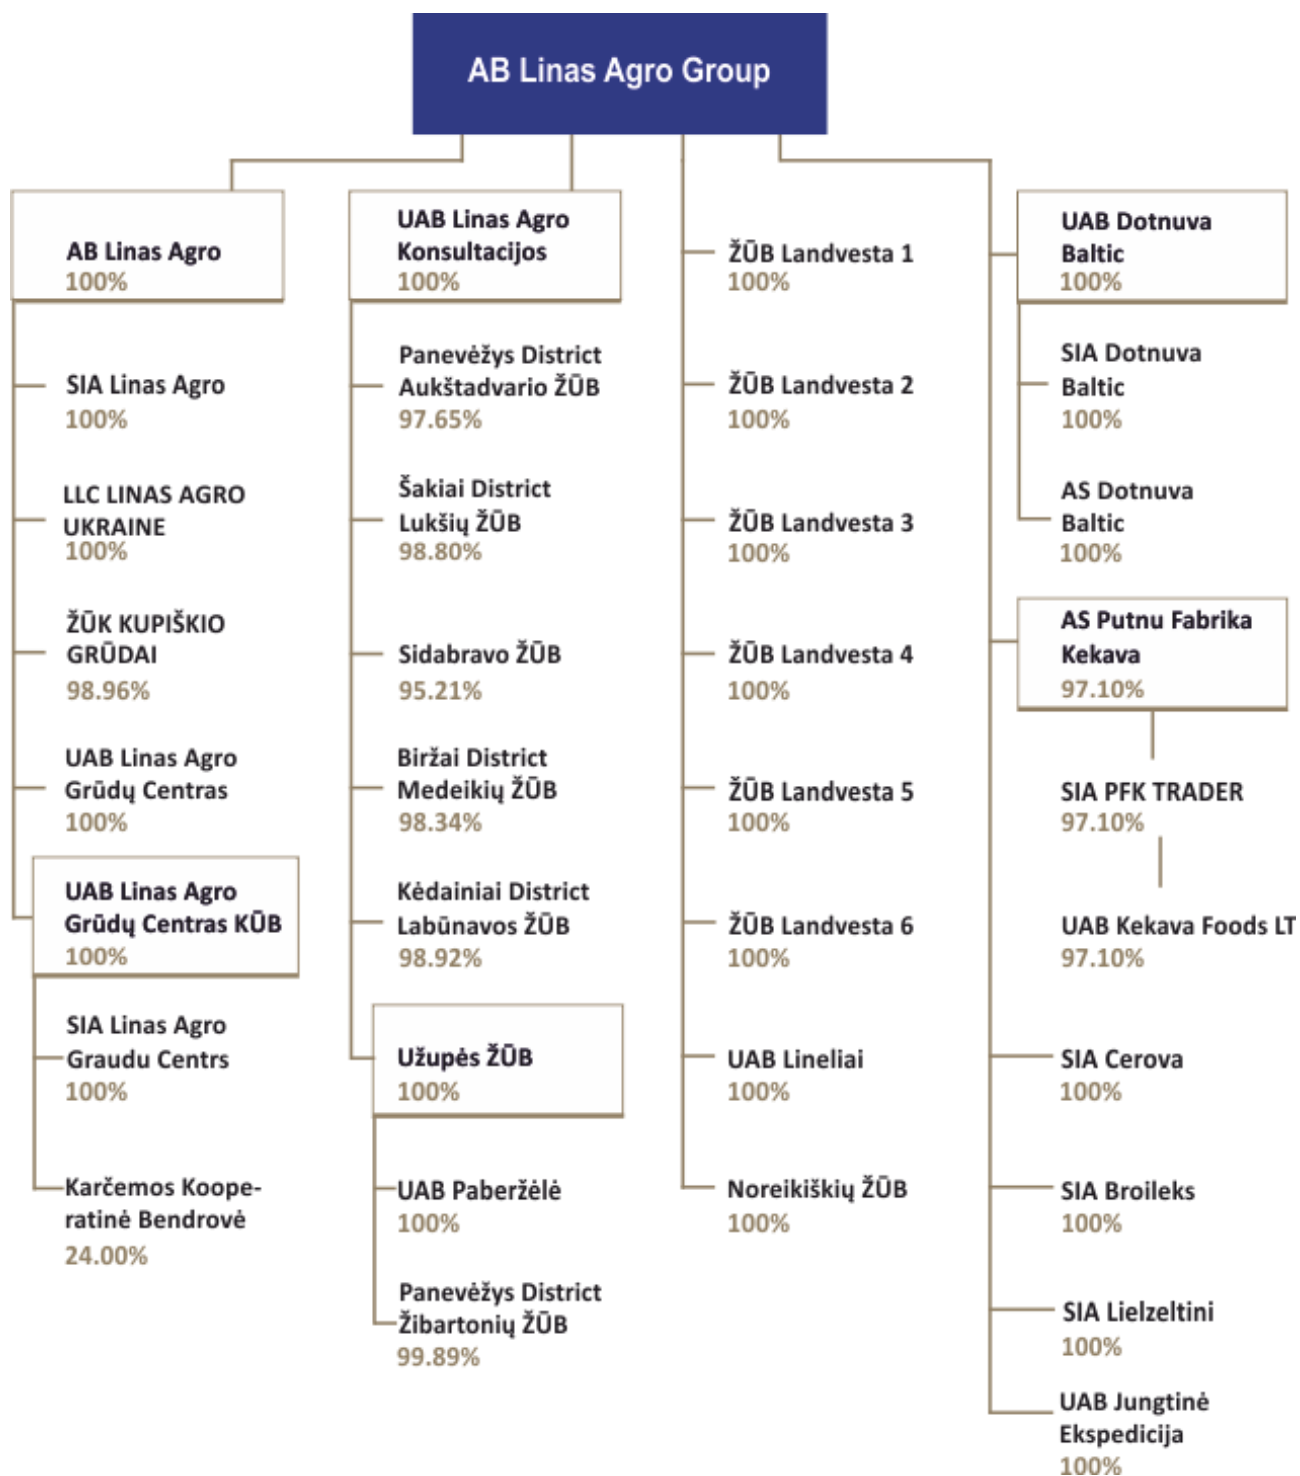 AB Linas Agro Group
AB Linas Agro
100%
SIA Linas Agro
100%
LLC LINAS AGRO
UKRAINE
100%
ŽŪK KUPIŠKIO
GRŪDAI
98.96%
UAB Linas Agro
Grūdų Centras
100%
UAB Linas Agro
Grūdų Centras KŪB
100%
SIA Linas Agro
Graudu Centrs
100%
Karčemos Koope-
ratinė Bendrovė
24.00%
UAB Linas Agro
Konsultacijos
100%
Panevėžys District
Aukštadvario ŽŪB
97.65%
Šakiai District
Lukšių ŽŪB
98.80%
Sidabravo ŽŪB
95.21%
Biržai District
Medeikių ŽŪB
98.34%
Kėdainiai District
Labūnavos ŽŪB
98.92%
Užupės ŽŪB
100%
UAB Paberžėlė
100%
Panevėžys District
Žibartonių ŽŪB
99.89%
ŽŪB Landvesta 1
100%
ŽŪB Landvesta 2
100%
ŽŪB Landvesta 3
100%
ŽŪB Landvesta 4
100%
ŽŪB Landvesta 5
100%
ŽŪB Landvesta 6
100%
UAB Lineliai
100%
Noreikiškių ŽŪB
100%
UAB Dotnuva
Baltic
100%
SIA Dotnuva
Baltic
100%
AS Dotnuva
Baltic
100%
AS Putnu Fabrika
Kekava
97.10%
SIA PFK TRADER
97.10%
UAB Kekava Foods LT
97.10%
SIA Cerova
100%
SIA Broileks
100%
SIA Lielzeltini
100%
UAB Jungtinė
Ekspedicija
100%